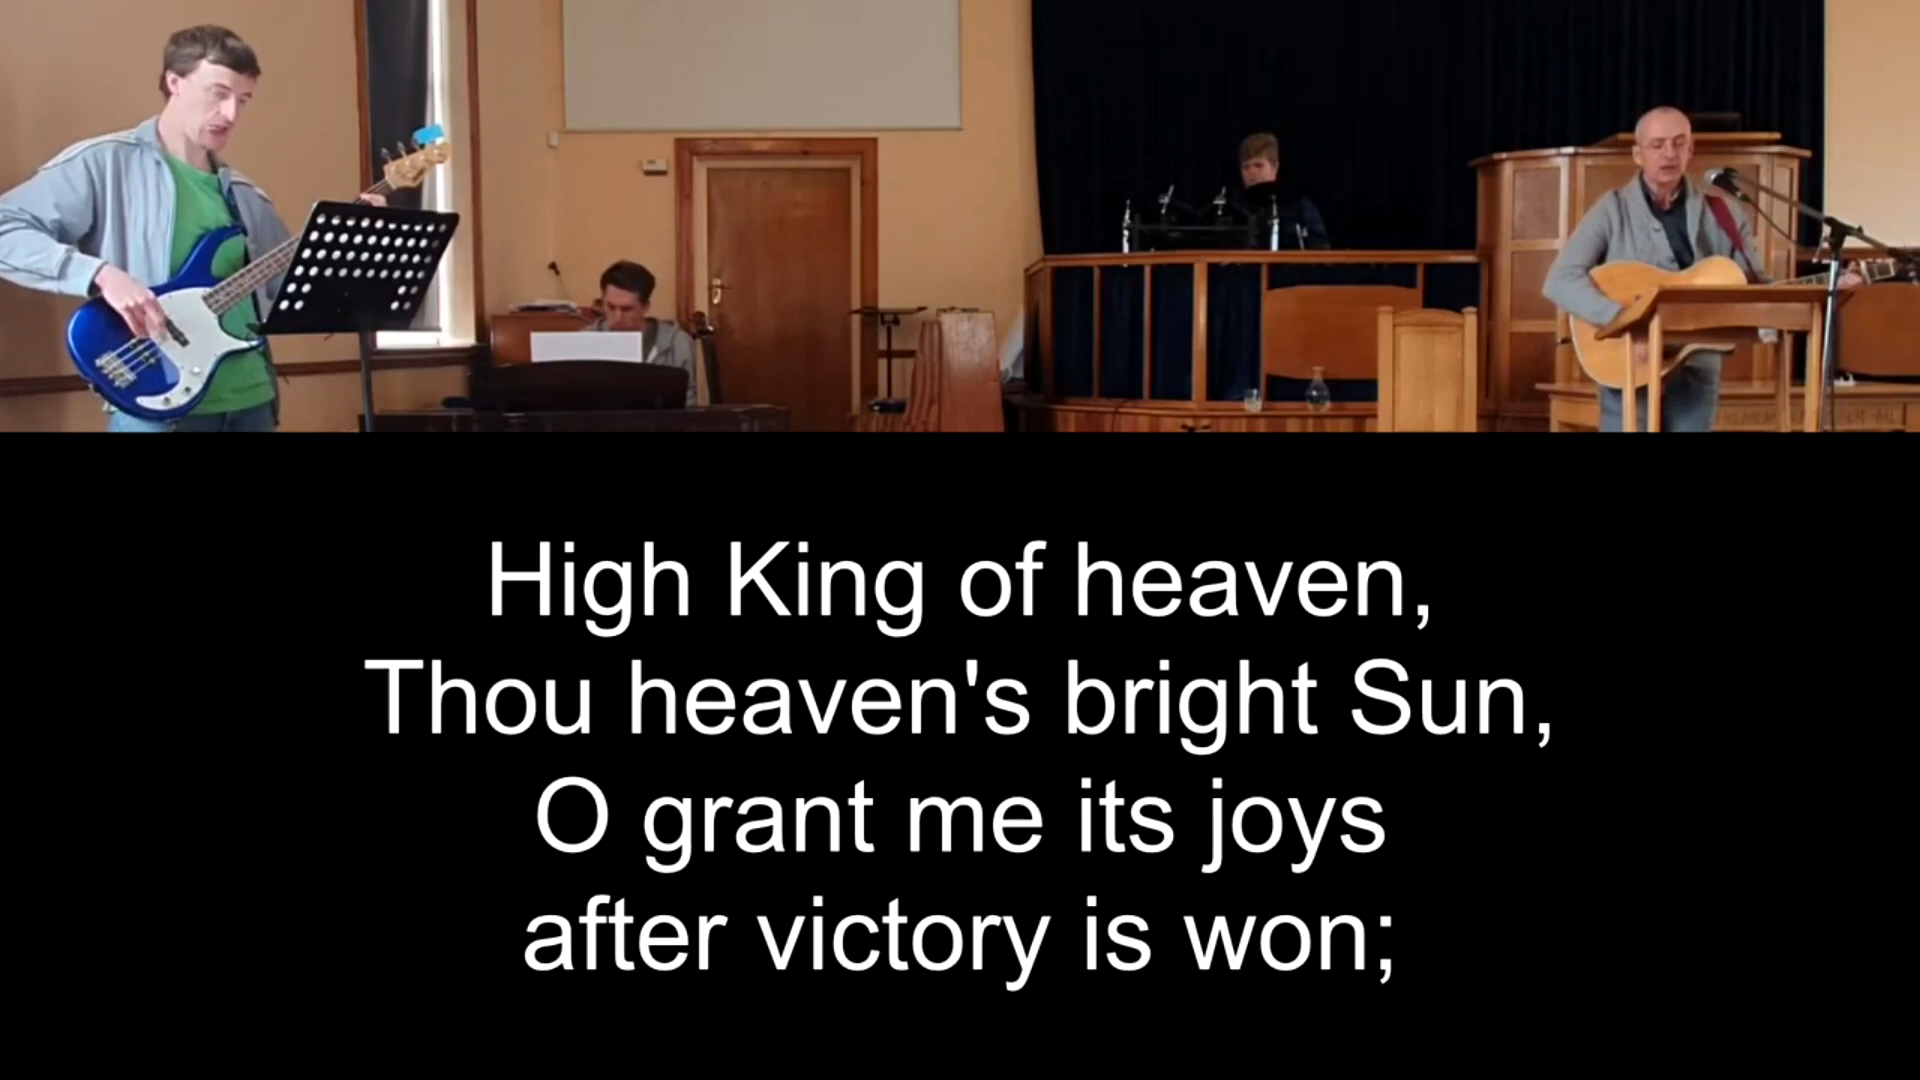 High King of heaven,
Thou heaven's bright Sun,
O grant me its joys
after victory is won;